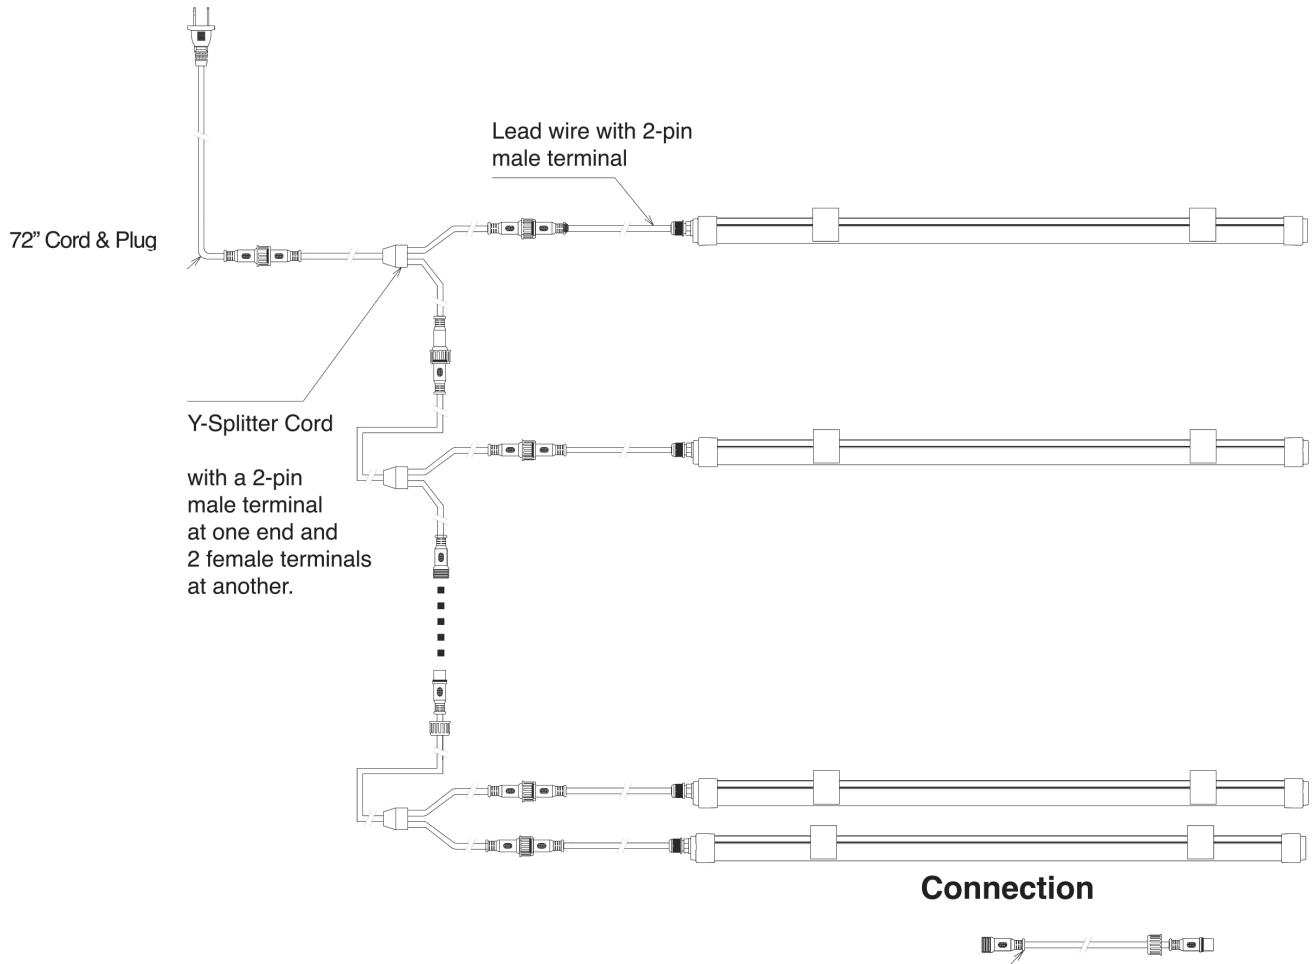 Lead wire with 2-pin
male terminal
72” Cord & Plug
Y-Splitter Cord
with a 2-pin
male terminal
at one end and
2 female terminals
at another.
Connection